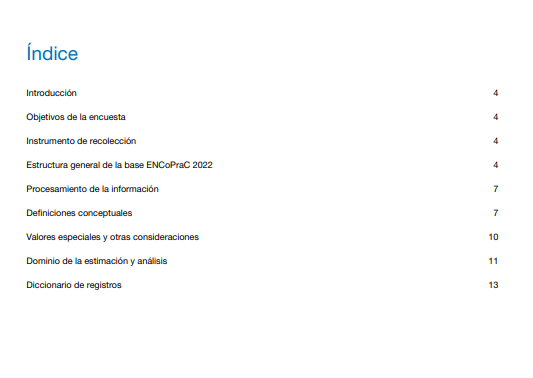 Índice
Introducción 4
Objetivos de la encuesta 4
Instrumento de recolección 4
Estructura general de la base ENCoPraC 2022 4
Procesamiento de la información 7
Definiciones conceptuales 7
Valores especiales y otras consideraciones 10
Dominio de la estimación y análisis 11
Diccionario de registros 13